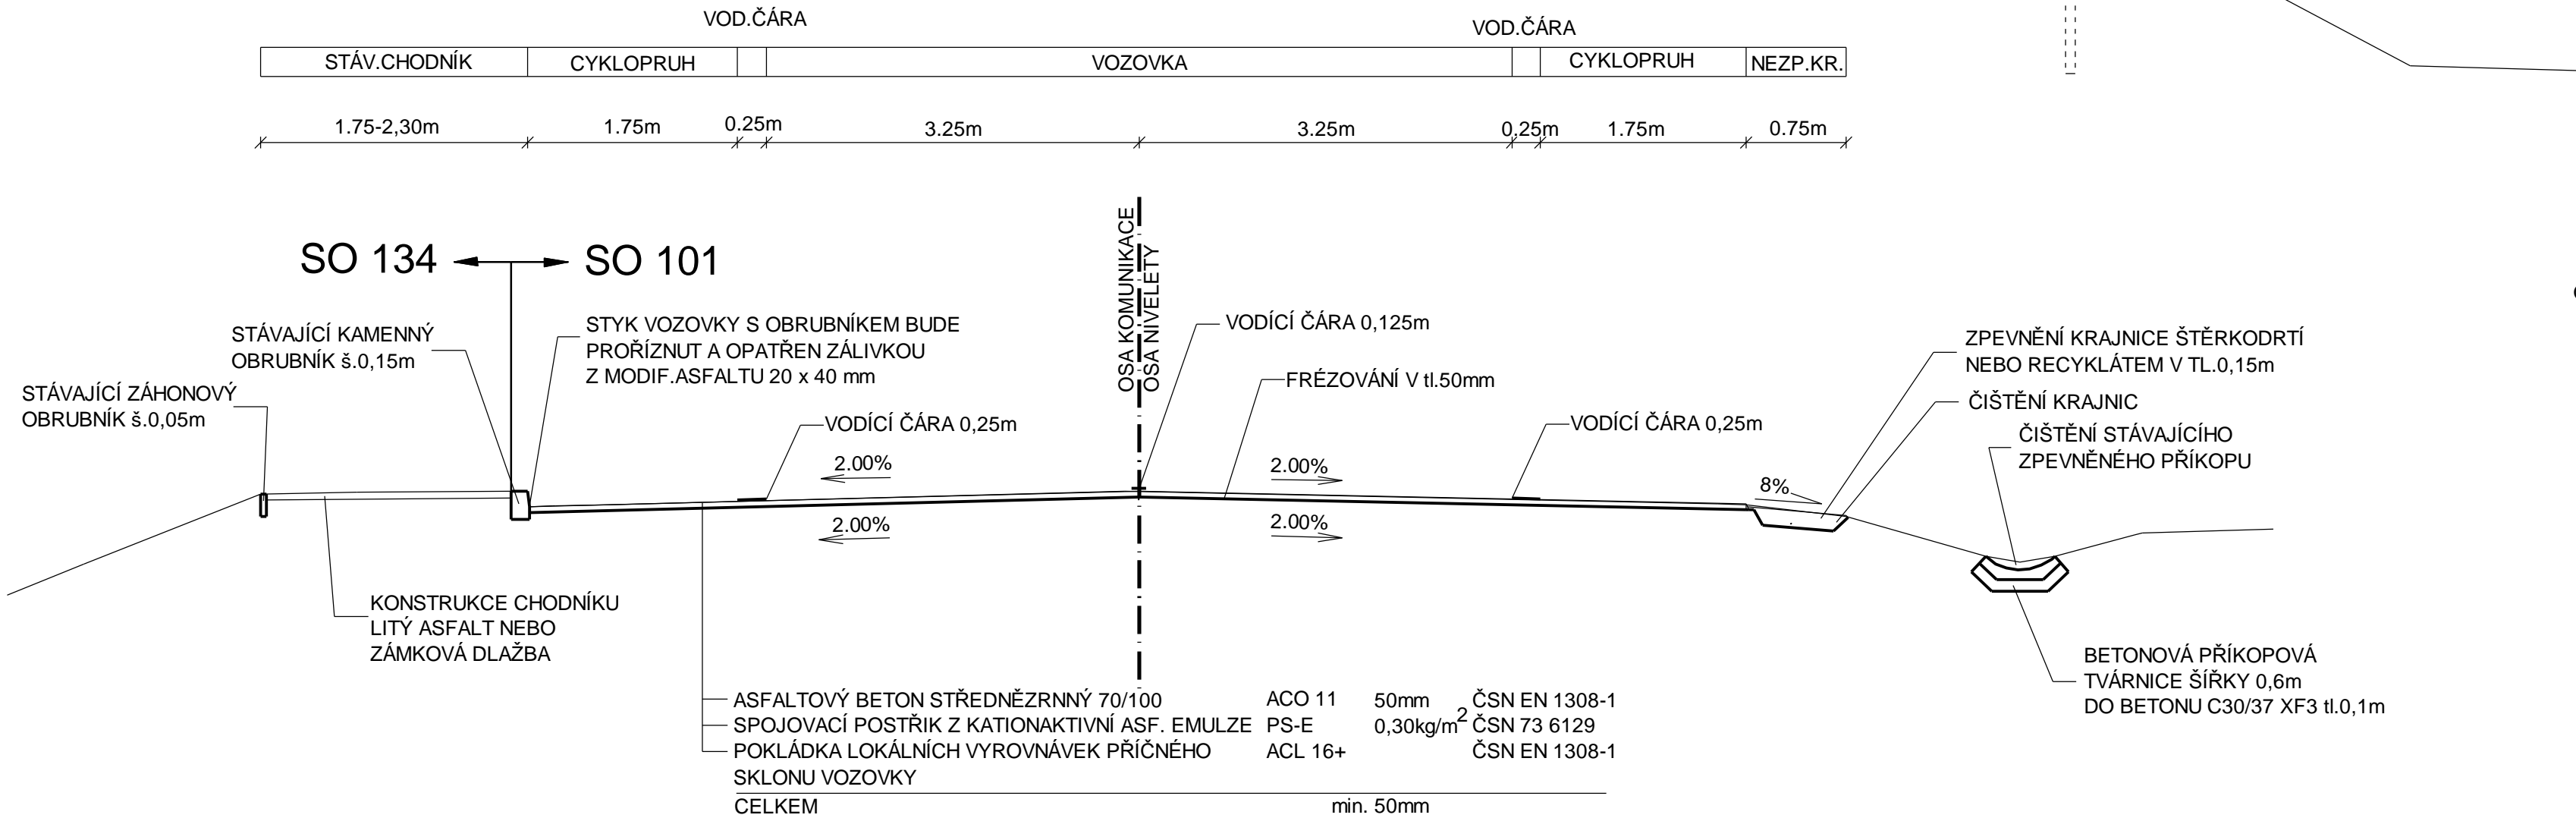 VOD.ČÁRA
VOD.ČÁRA
STÁV.CHODNÍK CYKLOPRUH VOZOVKA CYKLOPRUH NEZP.KR.
1.75-2,30m 1.75m 0.25m 3.25m 3.25m 0.25m 1.75m 0.75m
SO 134 SO 101
OSA KOMUNIKACE
OSA NIVELETY
STÁVAJÍCÍ KAMENNÝ
OBRUBNÍK š.0,15m
STÁVAJÍCÍ ZÁHONOVÝ
OBRUBNÍK š.0,05m
STYK VOZOVKY S OBRUBNÍKEM BUDE
PROŘÍZNUT A OPATŘEN ZÁLIVKOU
Z MODIF.ASFALTU 20 x 40 mm
VODÍCÍ ČÁRA 0,25m
VODÍCÍ ČÁRA 0,125m
FRÉZOVÁNÍ V tl.50mm
VODÍCÍ ČÁRA 0,25m
ZPEVNĚNÍ KRAJNICE ŠTĚRKODRTÍ
NEBO RECYKLÁTEM V TL.0,15m
ČIŠTĚNÍ KRAJNIC
ČIŠTĚNÍ STÁVAJÍCÍHO
ZPEVNĚNÉHO PŘÍKOPU
2.00% 2.00% 8%
2.00% 2.00%
KONSTRUKCE CHODNÍKU
LITÝ ASFALT NEBO
ZÁMKOVÁ DLAŽBA
BETONOVÁ PŘÍKOPOVÁ
TVÁRNICE ŠÍŘKY 0,6m
DO BETONU C30/37 XF3 tl.0,1m
ASFALTOVÝ BETON STŘEDNĚZRNNÝ 70/100 ACO 11 50mm ČSN EN 1308-1
SPOJOVACÍ POSTŘIK Z KATIONAKTIVNÍ ASF. EMULZE PS-E 0,30kg/m² ČSN 73 6129
POKLÁDKA LOKÁLNÍCH VYROVNÁVEK PŘÍČNÉHO ACL 16+ ČSN EN 1308-1
SKLONU VOZOVKY
CELKEM min. 50mm